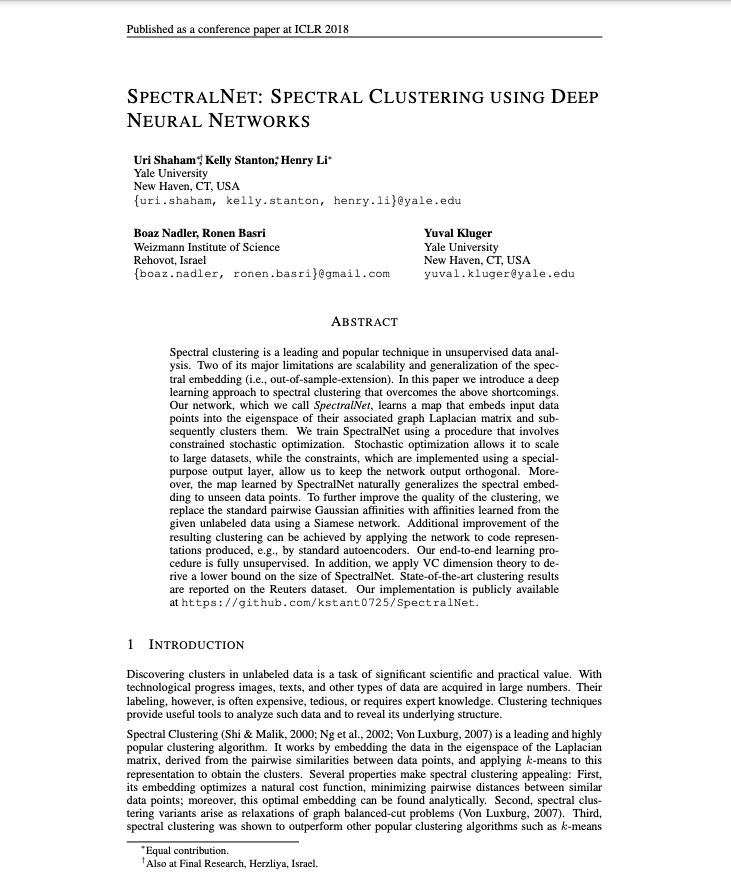 Published as a conference paper at ICLR 2018
SPECTRALNET: SPECTRAL CLUSTERING USING DEEP
NEURAL NETWORKS
Uri Shaham*†, Kelly Stanton*, Henry Li*
Yale University
New Haven, CT, USA
{uri.shaham, kelly.stanton, henry.li}@yale.edu
Boaz Nadler, Ronen Basri
Weizmann Institute of Science
Rehovot, Israel
{boaz.nadler, ronen.basri}@gmail.com
Yuval Kluger
Yale University
New Haven, CT, USA
yuval.kluger@yale.edu
ABSTRACT
Spectral clustering is a leading and popular technique in unsupervised data anal-
ysis. Two of its major limitations are scalability and generalization of the spec-
tral embedding (i.e., out-of-sample-extension). In this paper we introduce a deep
learning approach to spectral clustering that overcomes the above shortcomings.
Our network, which we call SpectralNet, learns a map that embeds input data
points into the eigenspace of their associated graph Laplacian matrix and sub-
sequently clusters them. We train SpectralNet using a procedure that involves
constrained stochastic optimization. Stochastic optimization allows it to scale
to large datasets, while the constraints, which are implemented using a special-
purpose output layer, allow us to keep the network output orthogonal. More-
over, the map learned by SpectralNet naturally generalizes the spectral embed-
ding to unseen data points. To further improve the quality of the clustering, we
replace the standard pairwise Gaussian affinities with affinities learned from the
given unlabeled data using a Siamese network. Additional improvement of the
resulting clustering can be achieved by applying the network to code represen-
tations produced, e.g., by standard autoencoders. Our end-to-end learning pro-
cedure is fully unsupervised. In addition, we apply VC dimension theory to de-
rive a lower bound on the size of SpectralNet. State-of-the-art clustering results
are reported on the Reuters dataset. Our implementation is publicly available
at https://github.com/kstant0725/SpectralNet.
1 INTRODUCTION
Discovering clusters in unlabeled data is a task of significant scientific and practical value. With
technological progress images, texts, and other types of data are acquired in large numbers. Their
labeling, however, is often expensive, tedious, or requires expert knowledge. Clustering techniques
provide useful tools to analyze such data and to reveal its underlying structure.
Spectral Clustering (Shi & Malik, 2000; Ng et al., 2002; Von Luxburg, 2007) is a leading and highly
popular clustering algorithm. It works by embedding the data in the eigenspace of the Laplacian
matrix, derived from the pairwise similarities between data points, and applying k-means to this
representation to obtain the clusters. Several properties make spectral clustering appealing: First,
its embedding optimizes a natural cost function, minimizing pairwise distances between similar
data points; moreover, this optimal embedding can be found analytically. Second, spectral clus-
tering variants arise as relaxations of graph balanced-cut problems (Von Luxburg, 2007). Third,
spectral clustering was shown to outperform other popular clustering algorithms such as k-means
*Equal contribution.
†Also at Final Research, Herzliya, Israel.